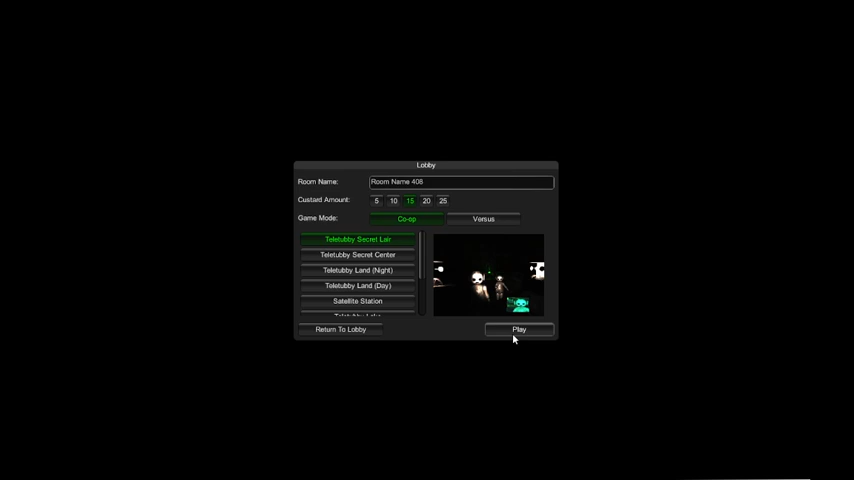 Lobby
Room Name: Room Name 408
Custard Amount: 5 10 15 20 25
Game Mode: Co-op Versus
Teletubby Secret Lair
Teletubby Secret Center
Teletubby Land (Night)
Teletubby Land (Day)
Satellite Station
Return To Lobby Play